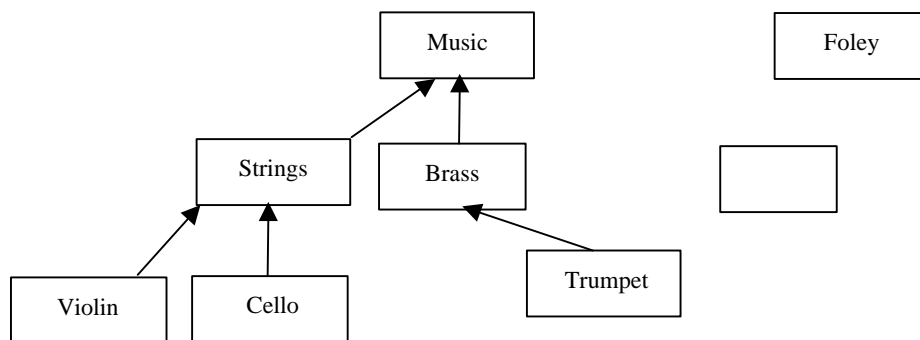 Music
Foley
Strings
Brass
Trumpet
Violin
Cello